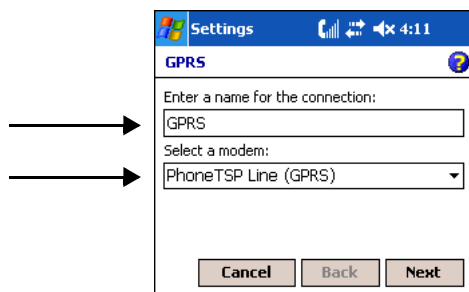 Settings 4:11
GPRS
Enter a name for the connection:
GPRS
Select a modem:
PhoneTSP Line (GPRS)
Cancel Back Next